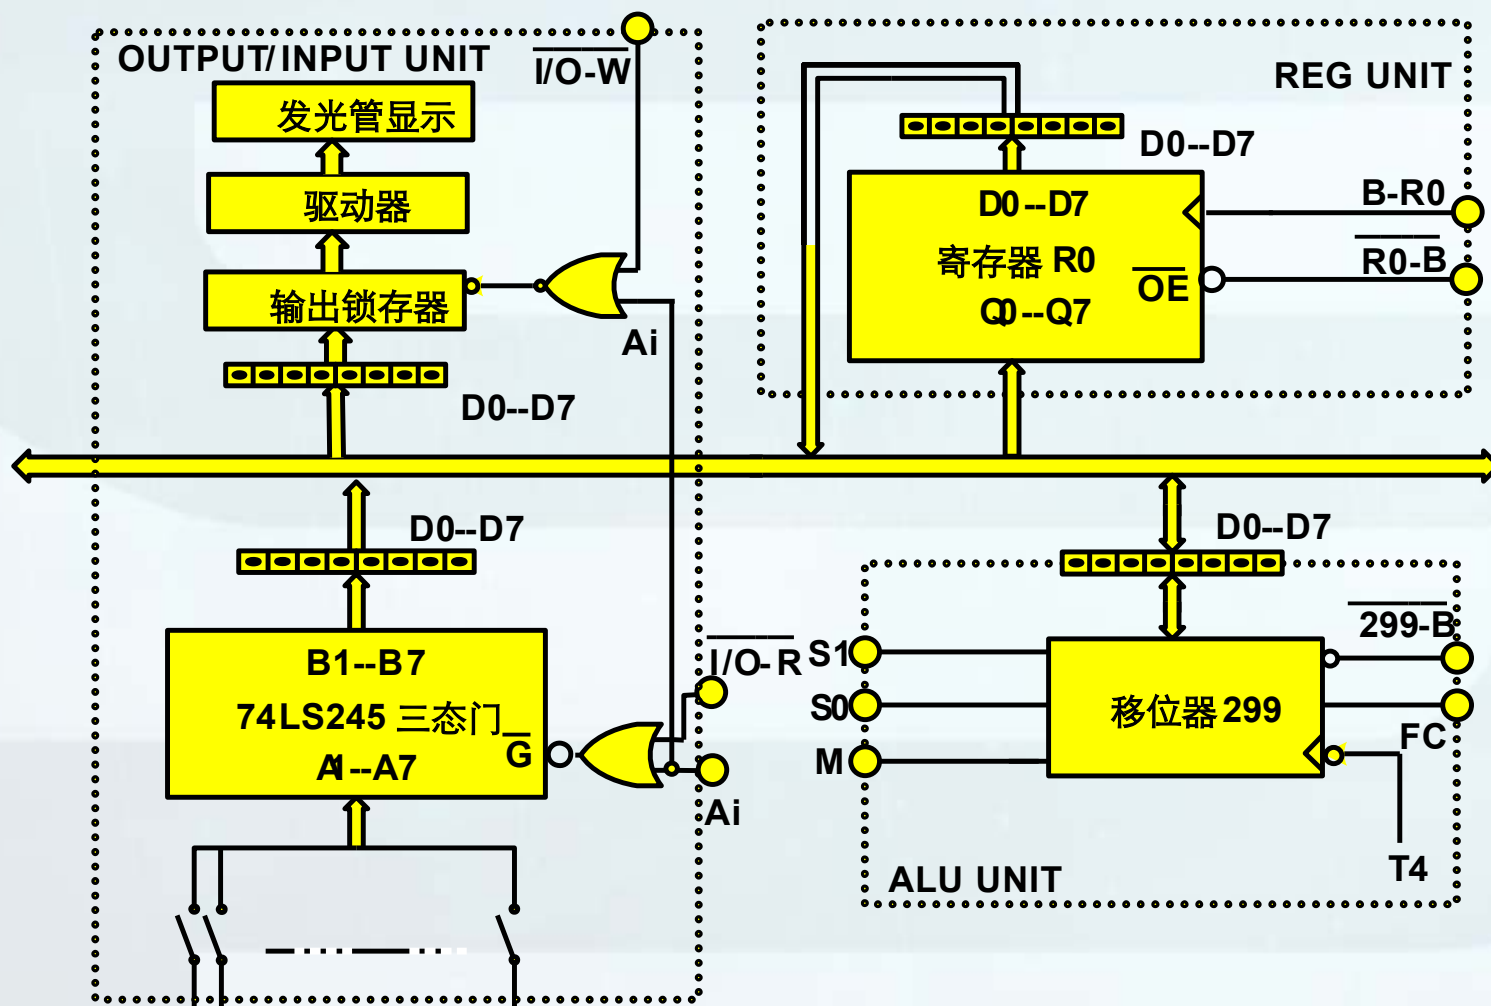 OUTPUT/INPUT UNIT
I/O-W
发光管显示
驱动器
输出锁存器
Ai
D0--D7
REG UNIT
D0--D7
D0--D7
寄存器 R0
Q0--Q7
OE
B-R0
R0-B
D0--D7
B1--B7
74LS245 三态门
A1--A7
G
I/O-R
Ai
D0--D7
S1
S0
M
移位器 299
299-B
FC
T4
ALU UNIT